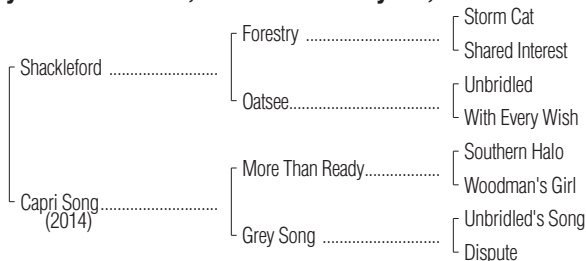 Storm Cat
Forestry
Shared Interest
Shackleford
Unbridled
Oatsee
With Every Wish
Southern Halo
More Than Ready
Woodman's Girl
Capri Song
(2014)
Unbridled's Song
Grey Song
Dispute